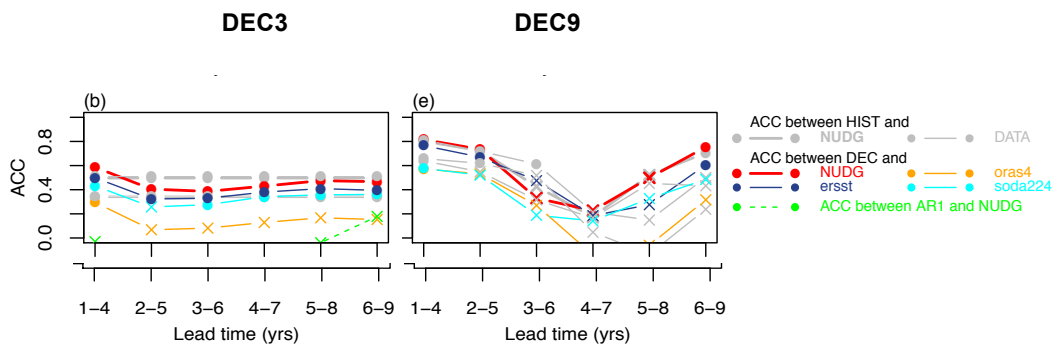 DEC3 DEC9
(b) (e)
ACC
0.0 0.4 0.8
1–4 2–5 3–6 4–7 5–8 6–9
Lead time (yrs)
1–4 2–5 3–6 4–7 5–8 6–9
Lead time (yrs)
ACC between HIST and
NUDG DATA
ACC between DEC and
NUDG oras4
ersst soda224
ACC between AR1 and NUDG